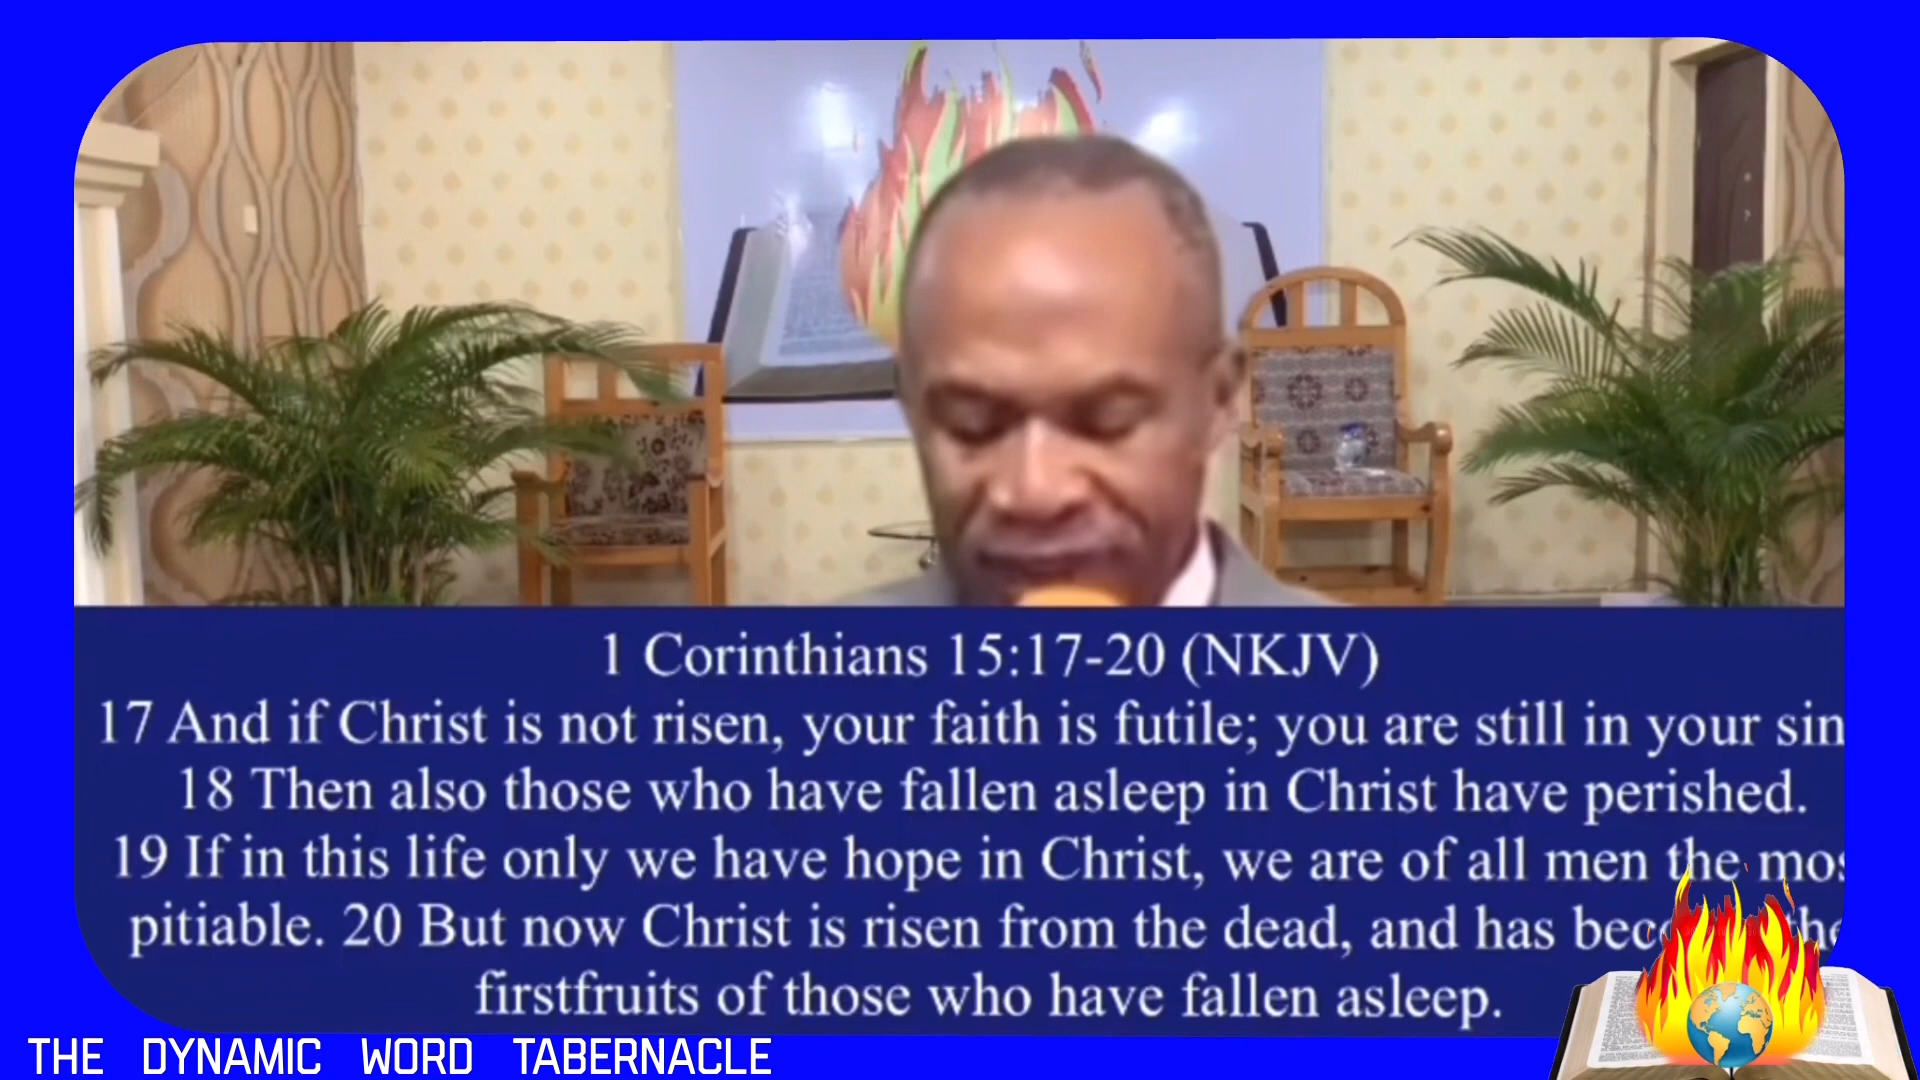 1 Corinthians 15:17-20 (NKJV)
17 And if Christ is not risen, your faith is futile; you are still in your sin
18 Then also those who have fallen asleep in Christ have perished.
19 If in this life only we have hope in Christ, we are of all men the mos
pitiable. 20 But now Christ is risen from the dead, and has bec he
firstfruits of those who have fallen asleep.
THE DYNAMIC WORD TABERNACLE